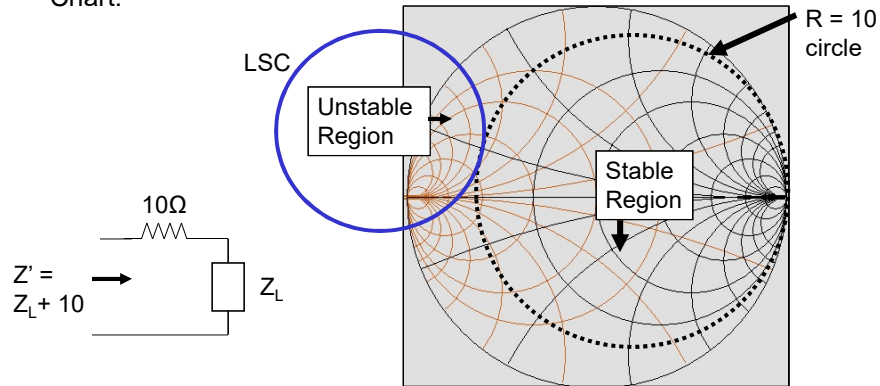 Chart.
R = 10
circle
LSC
Unstable
Region
Stable
Region
10Ω
Z' =
Z_L+ 10
Z_L